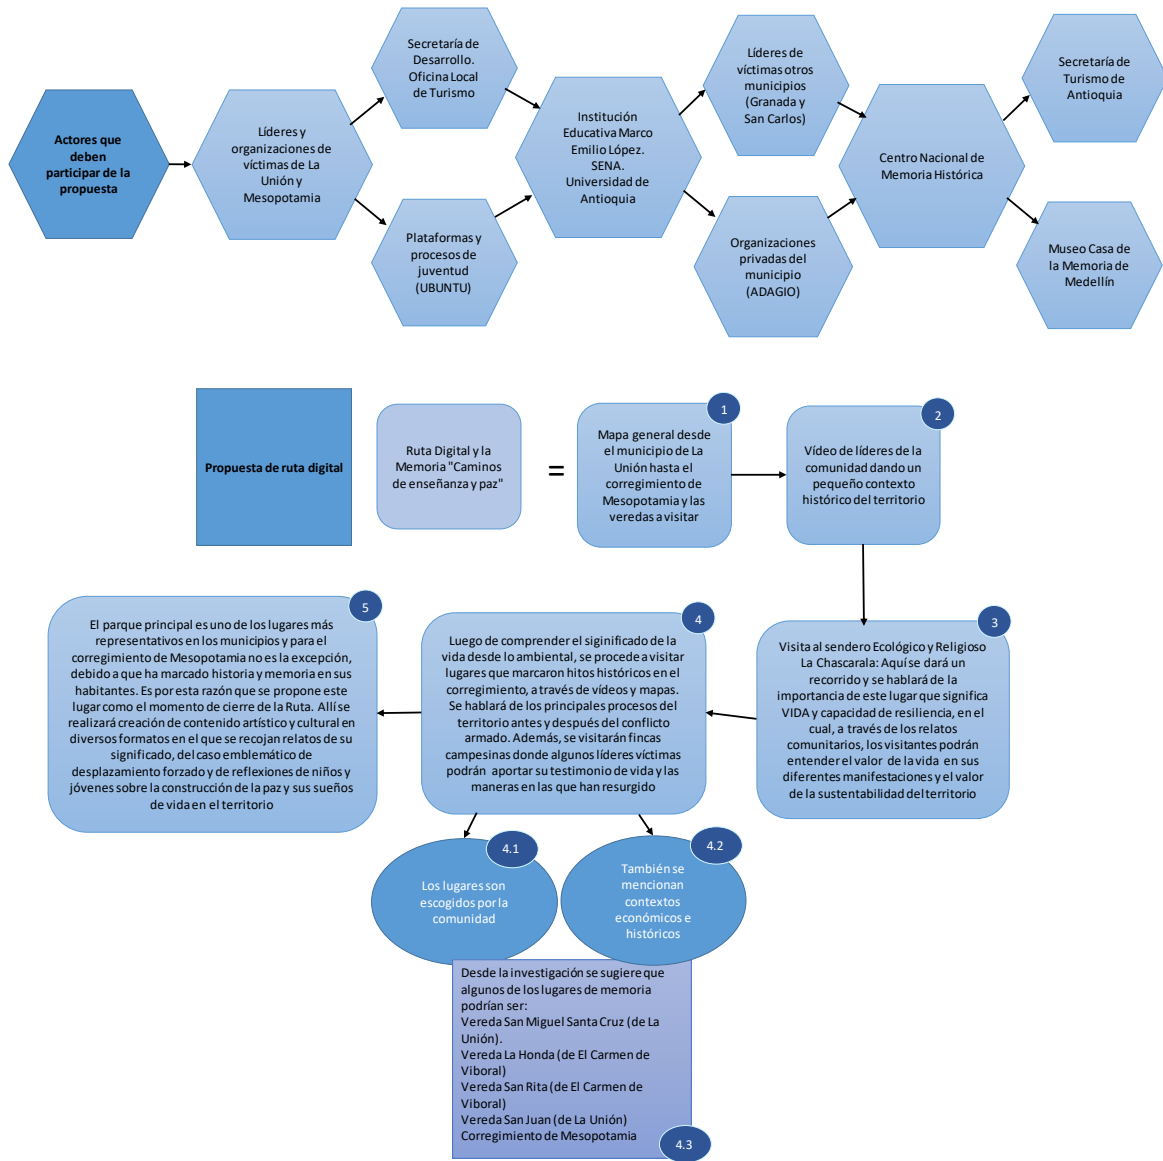 Actores que
deben
participar de la
propuesta
Líderes y
organizaciones de
víctimas de La
Unión y
Mesopotamia
Secretaría de
Desarrollo.
Oficina Local
de Turismo
Plataformas y
procesos de
juventud
(UBUNTU)
Institución
Educativa Marco
Emilio López.
SENA.
Universidad de
Antioquia
Líderes de
víctimas otros
municipios
(Granada y
San Carlos)
Organizaciones
privadas del
municipio
(ADAGIO)
Centro Nacional de
Memoria Histórica
Secretaría de
Turismo de
Antioquia
Museo Casa de
la Memoria de
Medellín
Propuesta de ruta digital
Ruta Digital y la
Memoria "Caminos
de enseñanza y paz"
=
1
Mapa general desde
el municipio de La
Unión hasta el
corregimiento de
Mesopotamia y las
veredas a visitar
2
Vídeo de líderes de la
comunidad dando un
pequeño contexto
histórico del territorio
3
Visita al sendero Ecológico y Religioso
La Chascarala: Aquí se dará un
recorrido y se hablará de la
importancia de este lugar que significa
VIDA y capacidad de resiliencia, en el
cual, a través de los relatos
comunitarios, los visitantes podrán
entender el valor de la vida en sus
diferentes manifestaciones y el valor
de la sustentabilidad del territorio
4
Luego de comprender el siginificado de la
vida desde lo ambiental, se procede a visitar
lugares que marcaron hitos históricos en el
corregimiento, a través de vídeos y mapas.
Se hablará de los principales procesos del
territorio antes y después del conflicto
armado. Además, se visitarán fincas
campesinas donde algunos líderes víctimas
podrán aportar su testimonio de vida y las
maneras en las que han resurgido
5
El parque principal es uno de los lugares más
representativos en los municipios y para el
corregimiento de Mesopotamia no es la excepción,
debido a que ha marcado historia y memoria en sus
habitantes. Es por esta razón que se propone este
lugar como el momento de cierre de la Ruta. Allí se
realizará creación de contenido artístico y cultural en
diversos formatos en el que se recojan relatos de su
significado, del caso emblemático de
desplazamiento forzado y de reflexiones de niños y
jóvenes sobre la construcción de la paz y sus sueños
de vida en el territorio
4.1
Los lugares son
escogidos por la
comunidad
4.2
También se
mencionan
contextos
económicos e
históricos
Desde la investigación se sugiere que
algunos de los lugares de memoria
podrían ser:
Vereda San Miguel Santa Cruz (de La
Unión).
Vereda La Honda (de El Carmen de
Viboral)
Vereda San Rita (de El Carmen de
Viboral)
Vereda San Juan (de La Unión)
Corregimiento de Mesopotamia
4.3